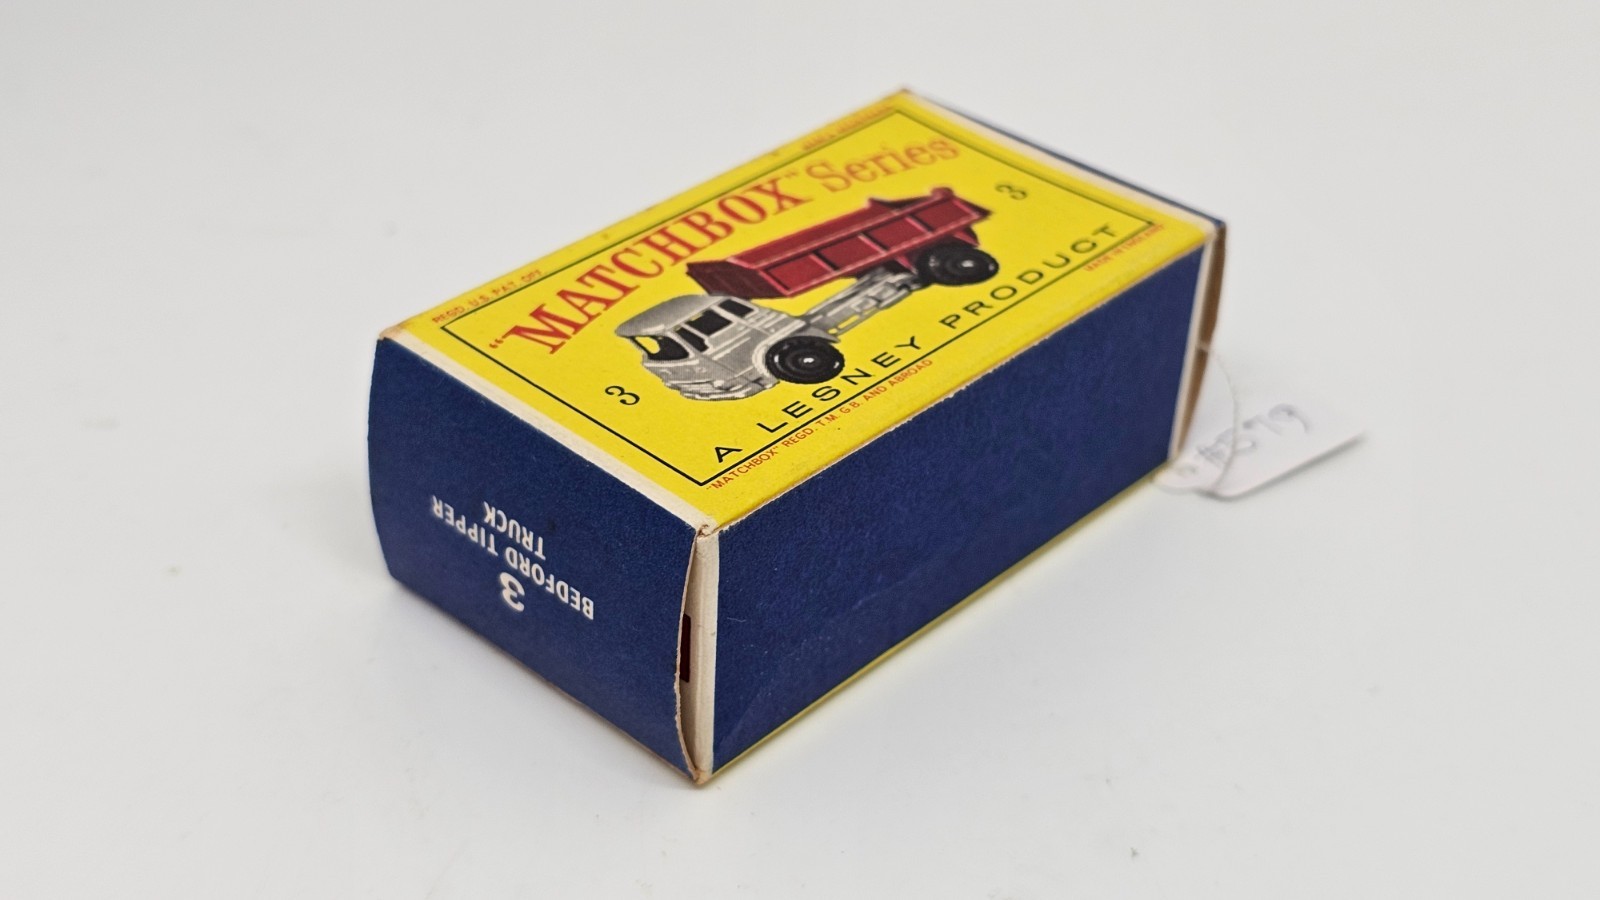 REGD. U.S. PAT. OFF.
"MATCHBOX" Series
3
3
A LESNEY PRODUCT
"MATCHBOX" REGD. T.M. G.B. AND ABROAD
MADE IN ENGLAND
3
BEDFORD TIPPER
TRUCK